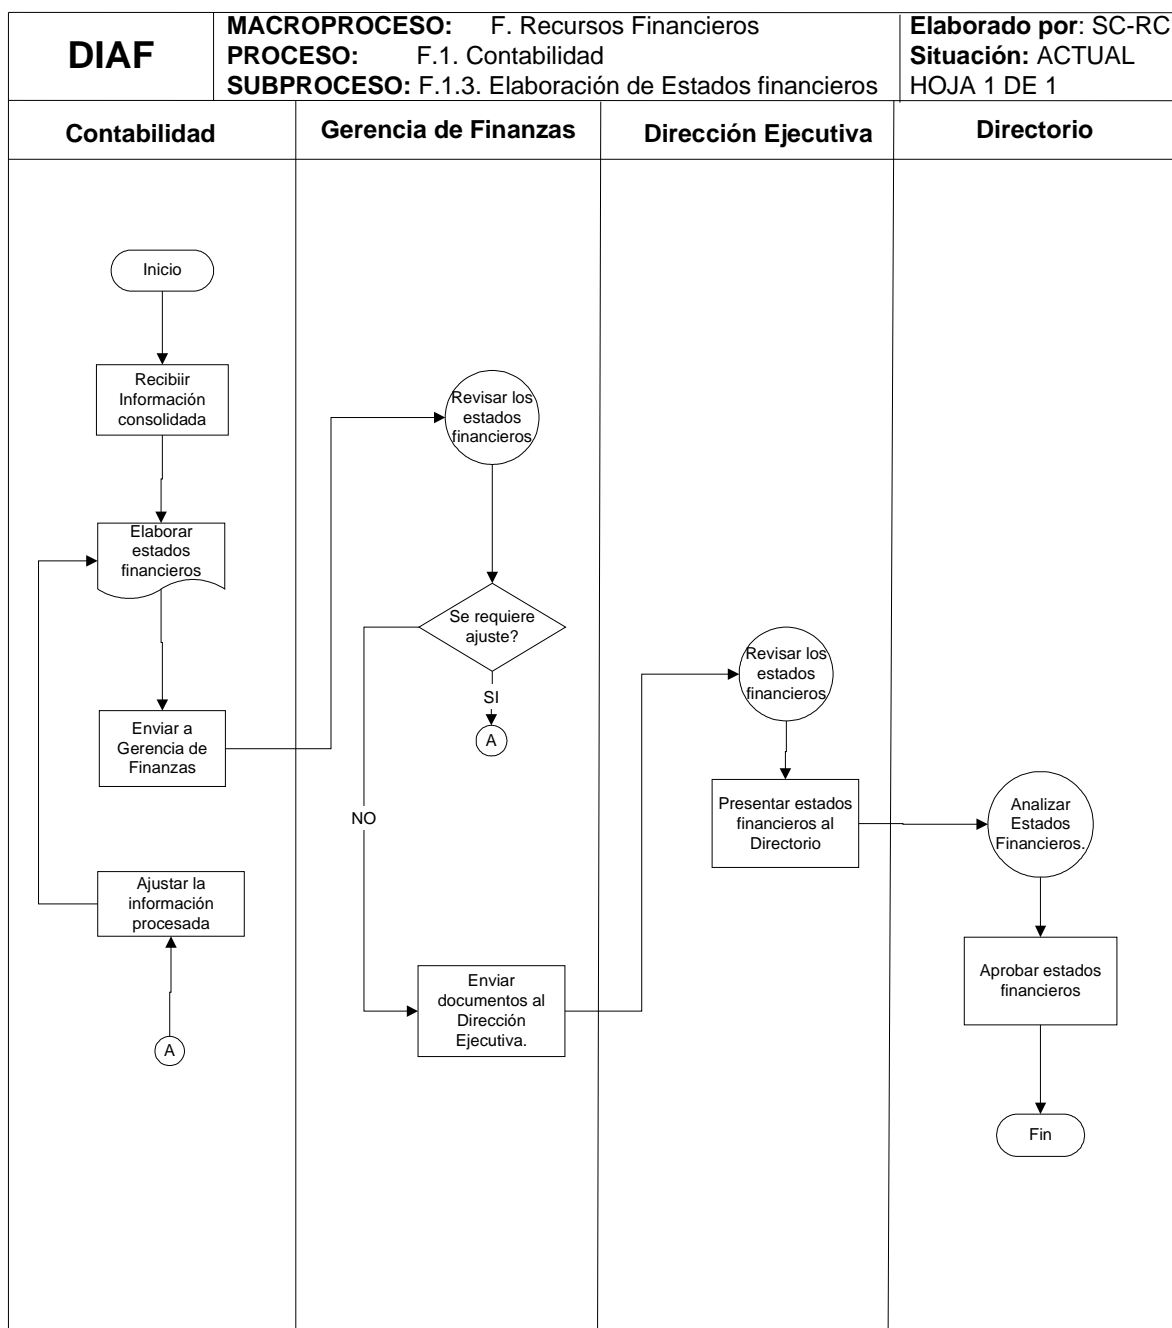 DIAF
MACROPROCESO: F. Recursos Financieros
PROCESO: F.1. Contabilidad
SUBPROCESO: F.1.3. Elaboración de Estados financieros
Elaborado por: SC-RC
Situación: ACTUAL
HOJA 1 DE 1
Contabilidad
Gerencia de Finanzas
Dirección Ejecutiva
Directorio
Inicio
Recibiir
Información
consolidada
Elaborar
estados
financieros
Enviar a
Gerencia de
Finanzas
Ajustar la
información
procesada
A
Revisar los
estados
financieros
Se requiere
ajuste?
SI
A
NO
Enviar
documentos al
Dirección
Ejecutiva.
Revisar los
estados
financieros
Presentar estados
financieros al
Directorio
Analizar
Estados
Financieros.
Aprobar estados
financieros
Fin